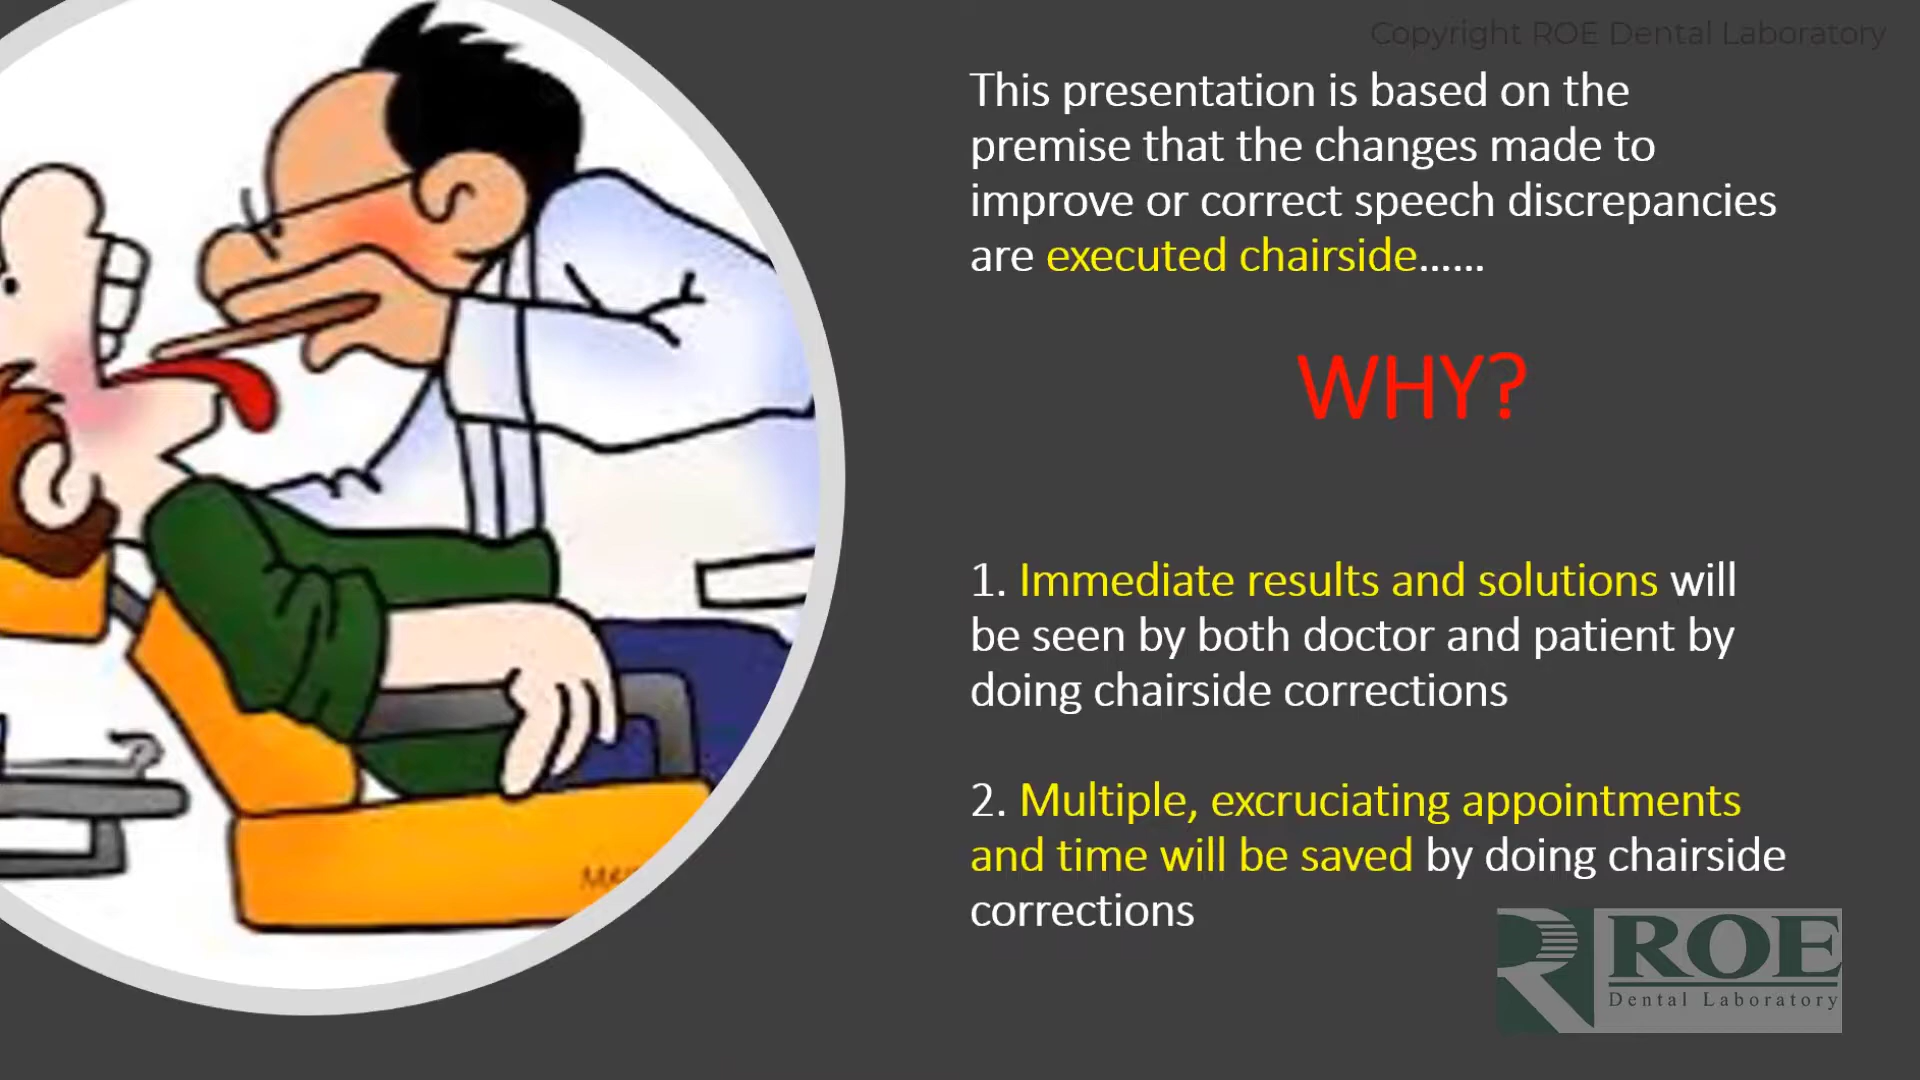 Copyright ROE Dental Laboratory
This presentation is based on the
premise that the changes made to
improve or correct speech discrepancies
are executed chairside......
WHY?
1. Immediate results and solutions will
be seen by both doctor and patient by
doing chairside corrections
2. Multiple, excruciating appointments
and time will be saved by doing chairside
corrections
ROE
Dental Laboratory